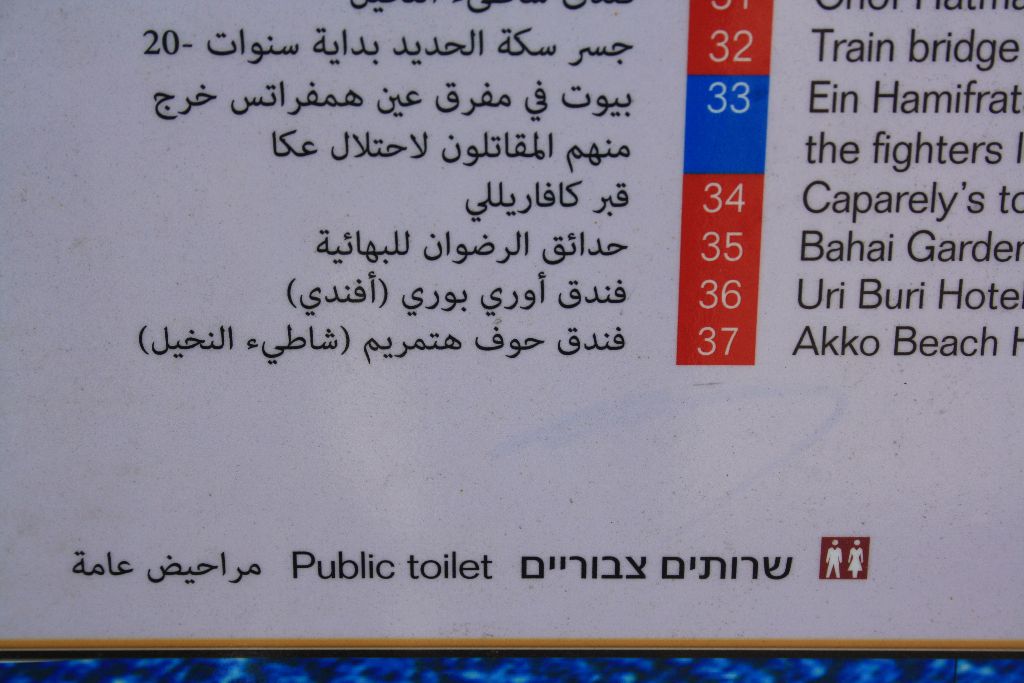 31
جسر سكة الحديد بداية سنوات -20 32 Train bridge
بيوت في مفرق عين همفراتس خرج 33 Ein Hamifrat
منهم المقاتلون لاحتلال عكا the fighters
قبر كافاريللي 34 Caparely's
حدائق الرضوان للبهائية 35 Bahai
فندق أوري بوري (أفندي) 36 Uri Buri
فندق حوف هتمريم (شاطيء النخيل) 37 Akko Beach
مراحيض عامة Public toilet שרותים צבוריים